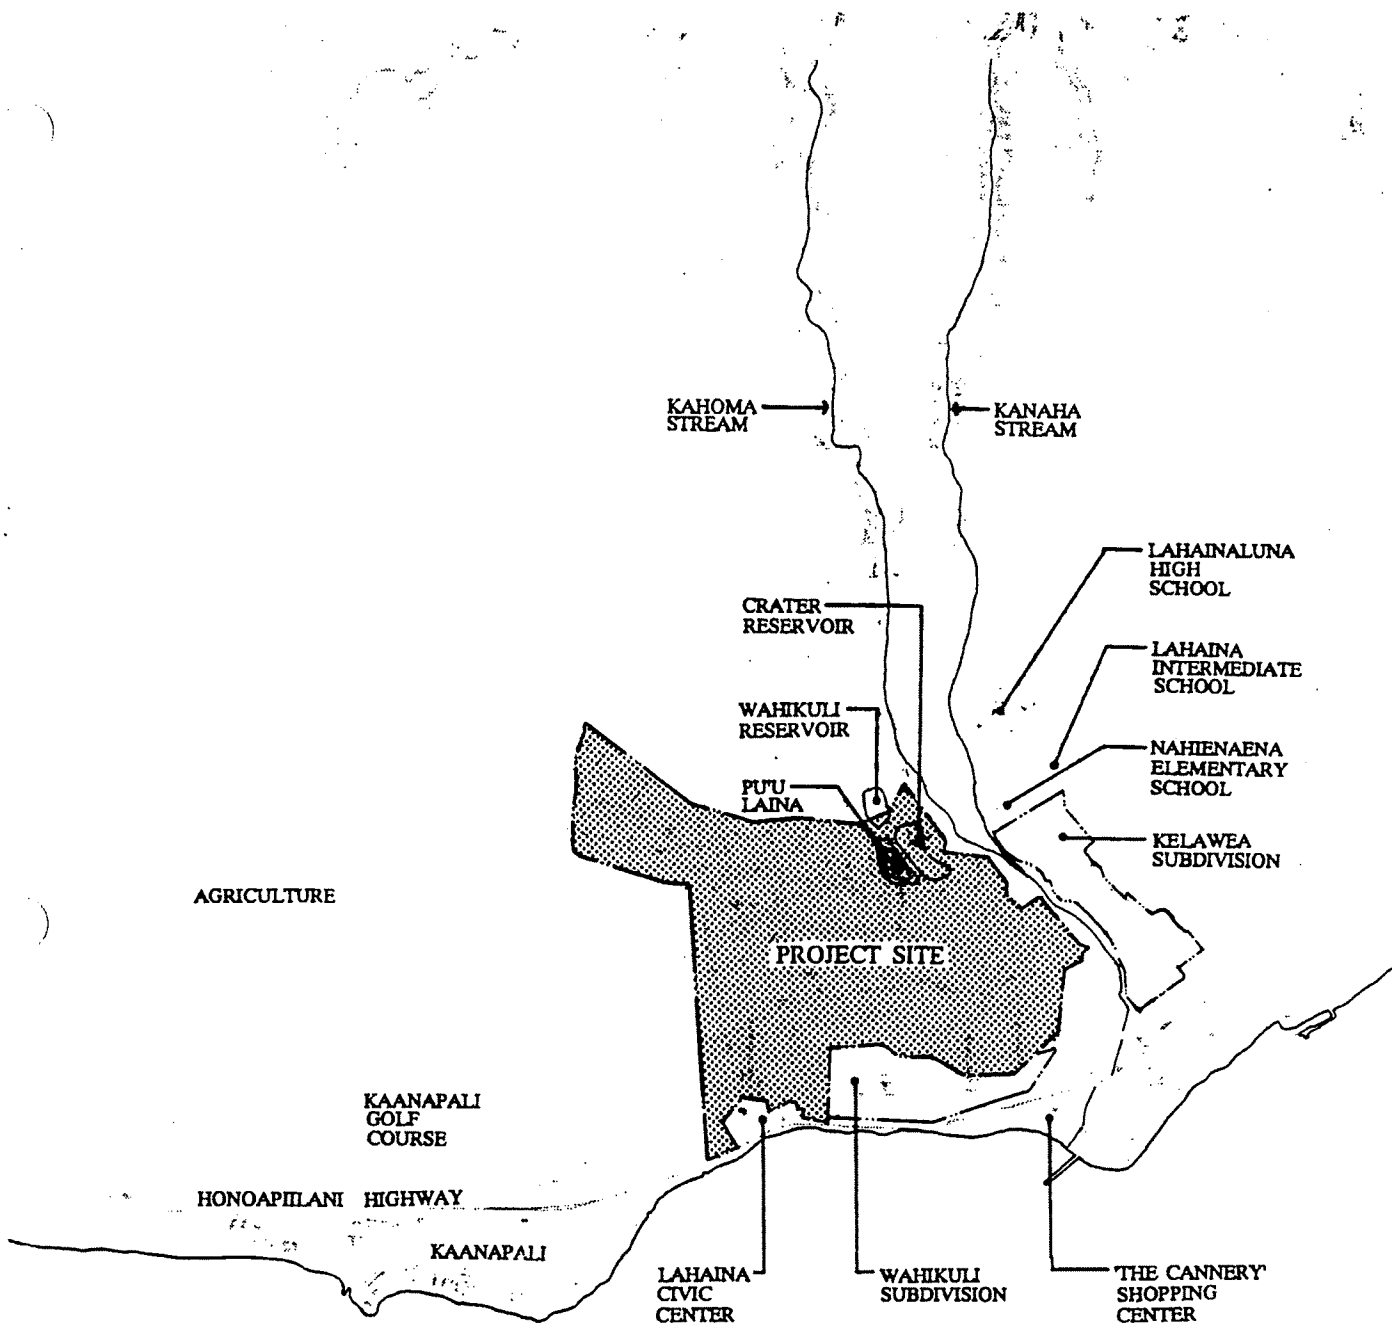 KAHOMA
STREAM
KANAHA
STREAM
LAHAINALUNA
HIGH
SCHOOL
CRATER
RESERVOIR
LAHAINA
INTERMEDIATE
SCHOOL
WAHIKULI
RESERVOIR
NAHIENAENA
ELEMENTARY
SCHOOL
PU'U
LAINA
KELAWEA
SUBDIVISION
AGRICULTURE
PROJECT SITE
KAANAPALI
GOLF
COURSE
HONOAPIILANI HIGHWAY
KAANAPALI
LAHAINA
CIVIC
CENTER
WAHIKULI
SUBDIVISION
'THE CANNERY'
SHOPPING
CENTER